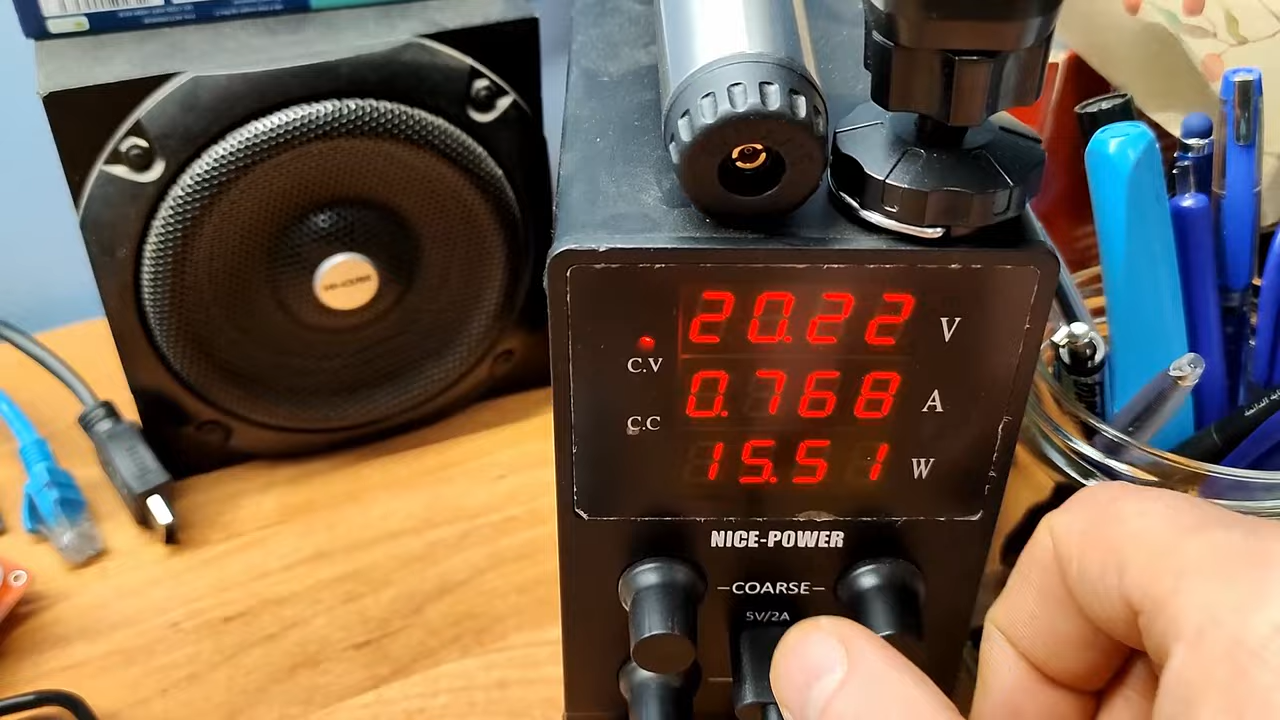 20.22 V
C.V
0.768 A
C.C
15.51 W
NICE-POWER
-COARSE-
5V/2A